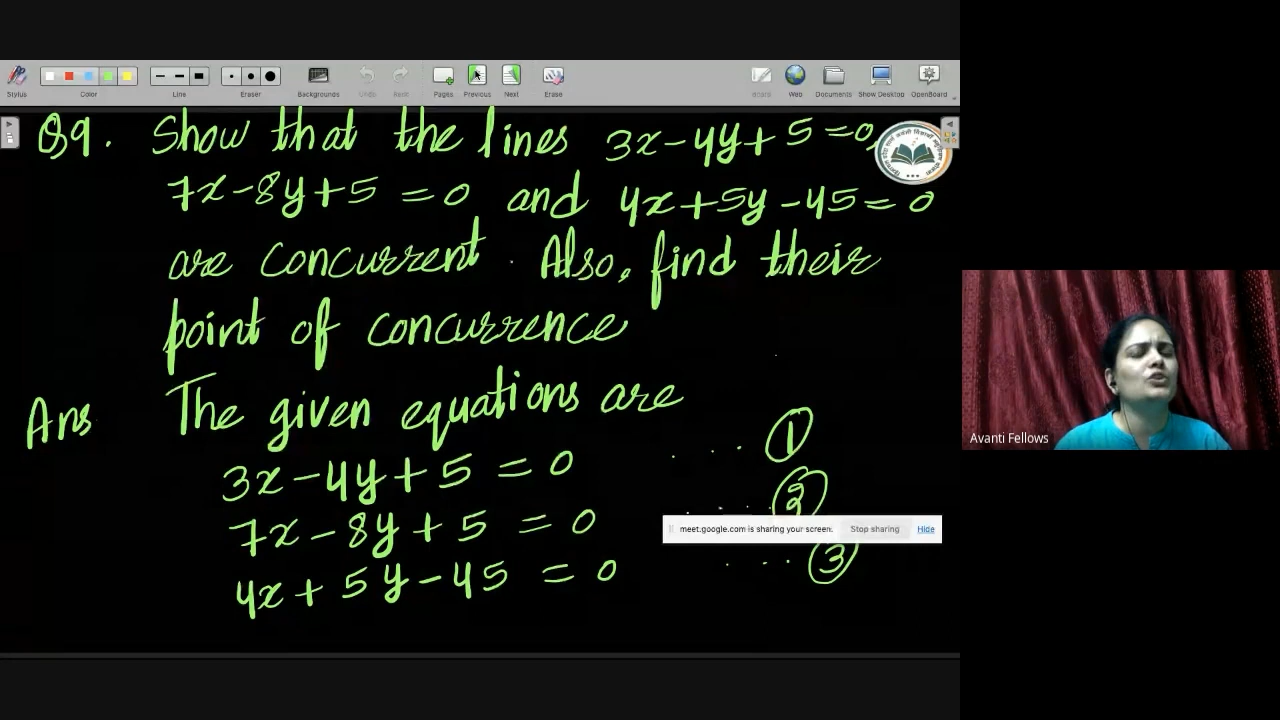 Stylus Color Line Eraser Backgrounds Undo Redo Pages Previous Next Erase Board Web Documents Show Desktop OpenBoard
Q9. Show that the lines 3x-4y+5=0,
7x-8y+5=0 and 4x+5y-45=0
are concurrent. Also, find their
point of concurrence
Ans The given equations are
3x-4y+5=0 ... ①
7x-8y+5=0 ... ②
meet.google.com is sharing your screen. Stop sharing Hide
4x+5y-45=0 ... ③
Avanti Fellows